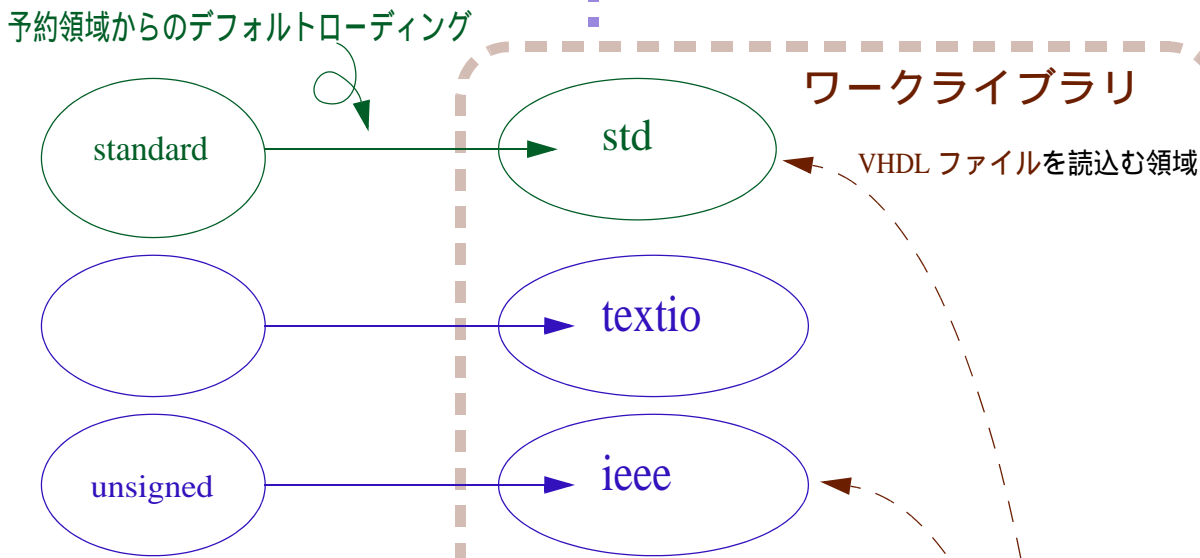 予約領域からのデフォルトローディング
ワークライブラリ
standard
std
VHDL ファイルを読込む領域
textio
unsigned
ieee